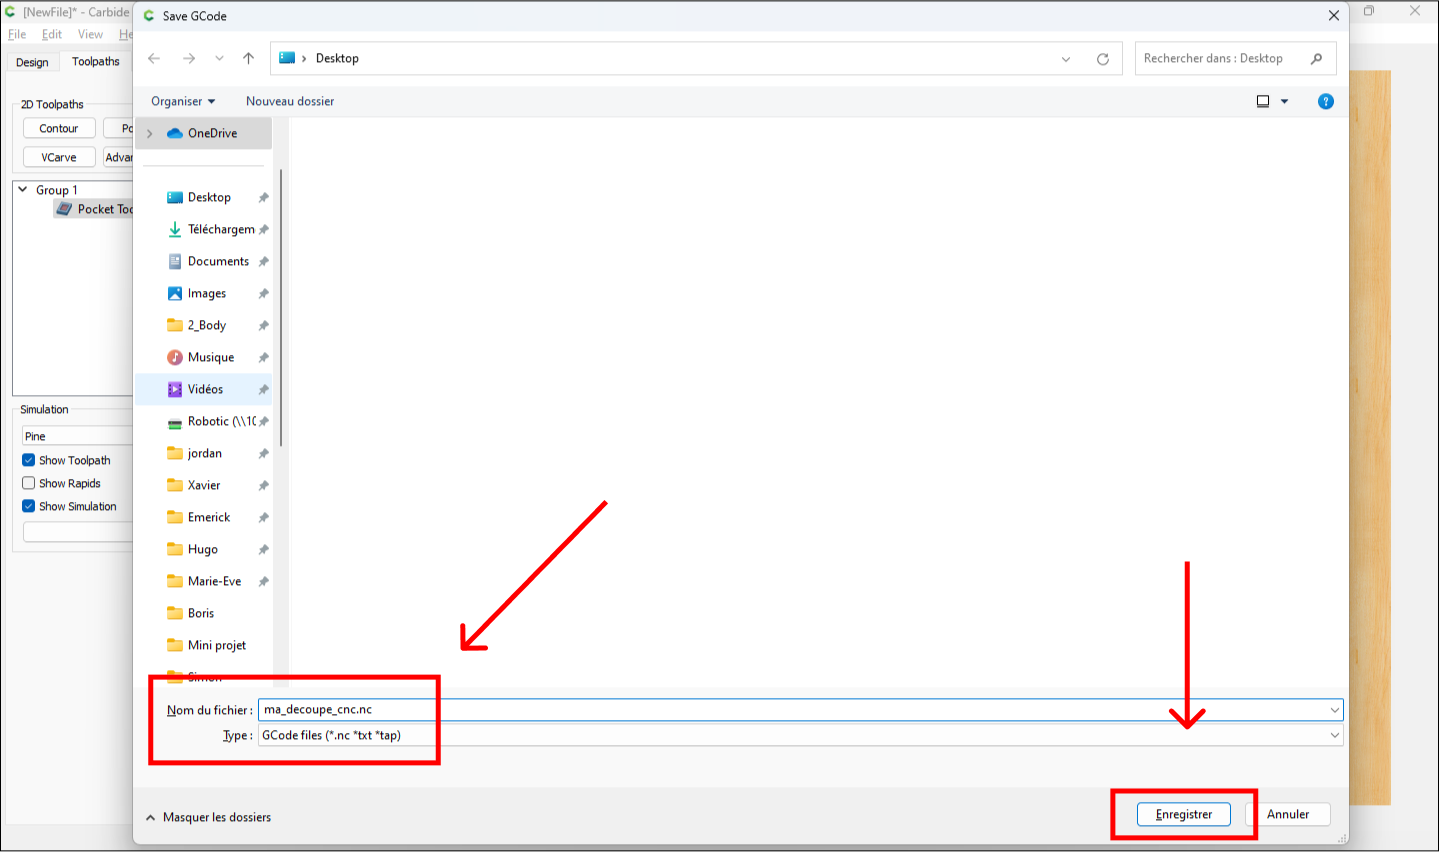 [NewFile]* - Carbide
Save GCode
File Edit View He
Desktop
Rechercher dans : Desktop
Design Toolpaths
Organiser Nouveau dossier
2D Toolpaths
Contour Po
VCarve Advar
OneDrive
Group 1
Pocket Too
Desktop
Téléchargem
Documents
Images
2_Body
Musique
Vidéos
Robotic (\\10
jordan
Xavier
Emerick
Hugo
Marie-Eve
Boris
Mini projet
Simon
Simulation
Pine
Show Toolpath
Show Rapids
Show Simulation
Nom du fichier : ma_decoupe_cnc.nc
Type : GCode files (*.nc *txt *tap)
Masquer les dossiers
Enregistrer Annuler